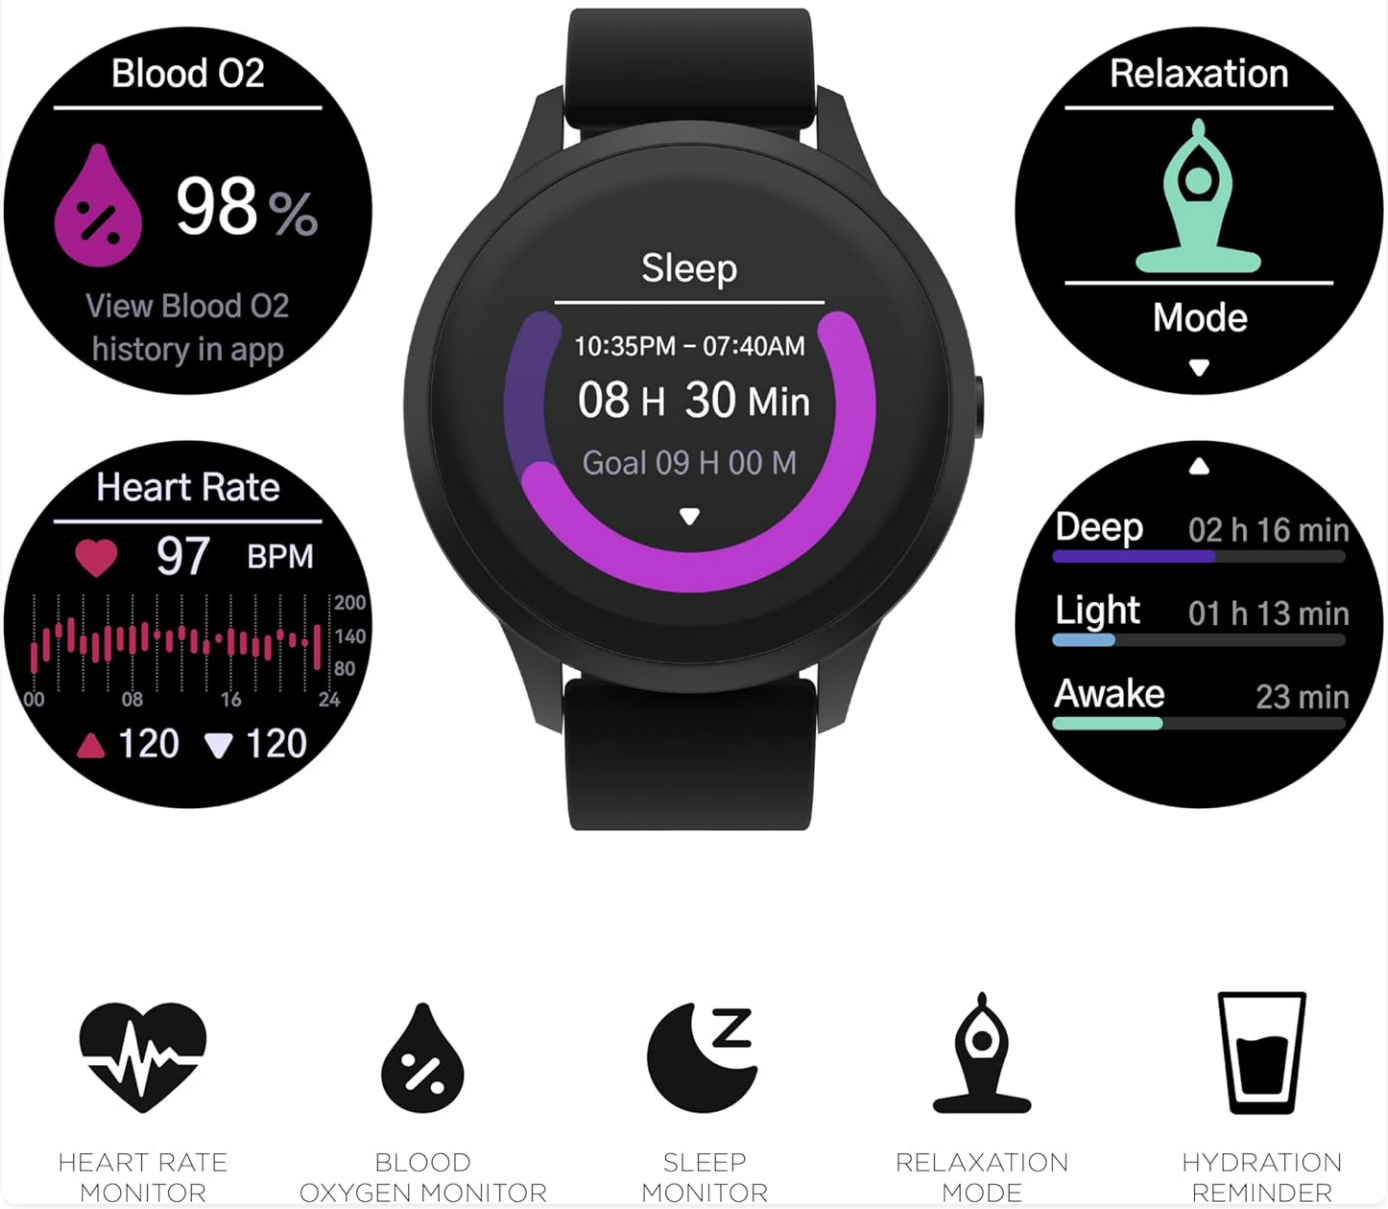 Blood O2
98 %
View Blood O2
history in app
Heart Rate
97 BPM
200
140
80
00 08 16 24
120 120
Sleep
10:35PM – 07:40AM
08 H 30 Min
Goal 09 H 00 M
Relaxation
Mode
Deep 02 h 16 min
Light 01 h 13 min
Awake 23 min
Z
HEART RATE
MONITOR
BLOOD
OXYGEN MONITOR
SLEEP
MONITOR
RELAXATION
MODE
HYDRATION
REMINDER